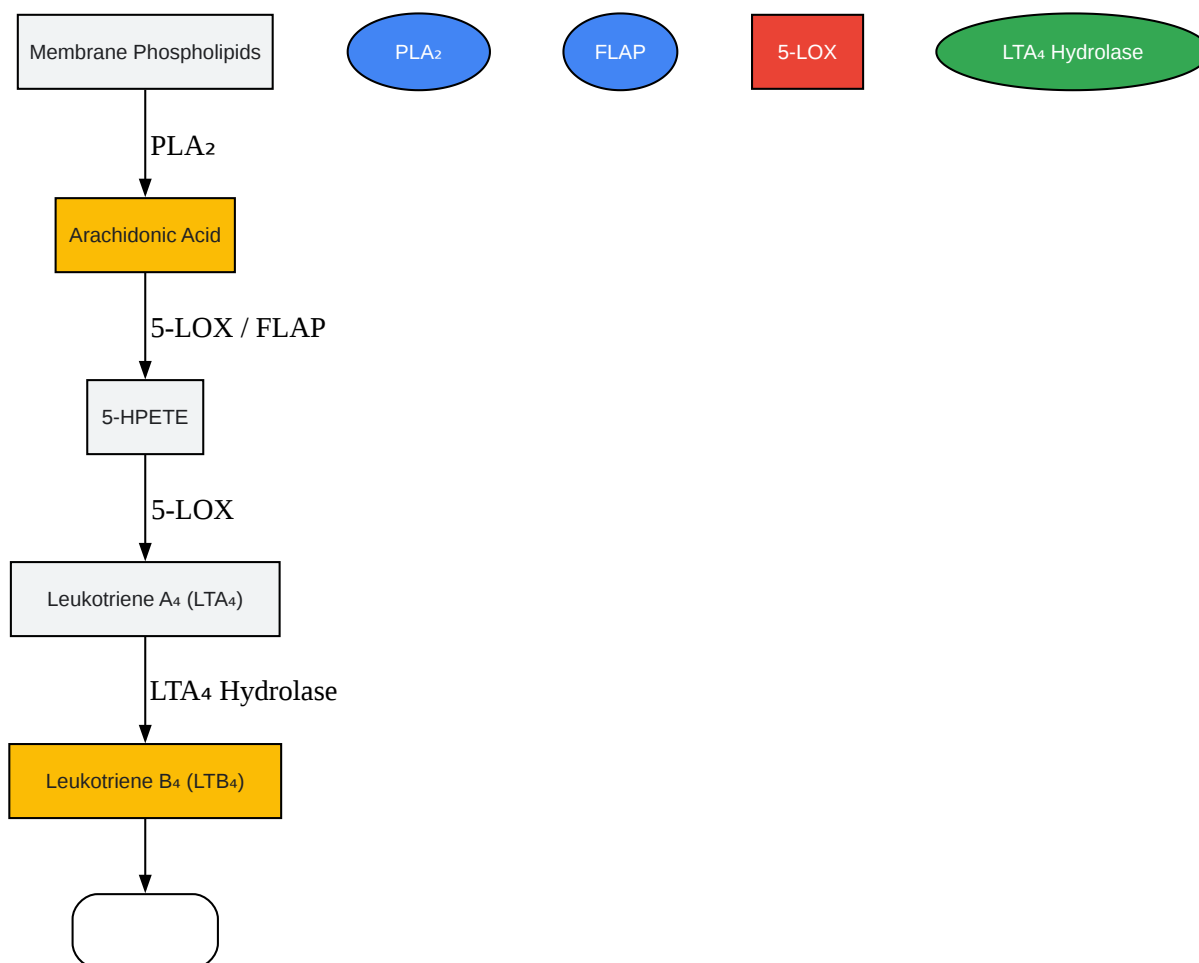 Membrane Phospholipids
PLA₂
FLAP
5-LOX
LTA₄ Hydrolase
PLA₂
Arachidonic Acid
5-LOX / FLAP
5-HPETE
5-LOX
Leukotriene A₄ (LTA₄)
LTA₄ Hydrolase
Leukotriene B₄ (LTB₄)